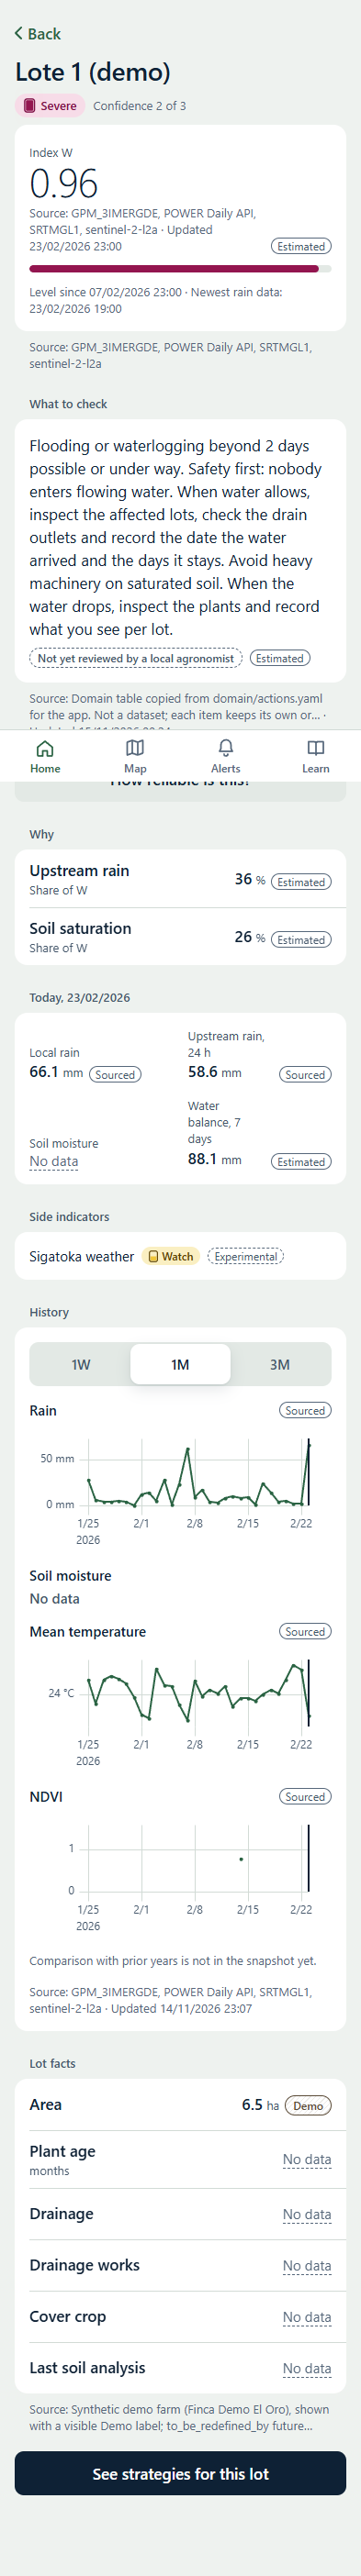 Back
Lote 1 (demo)
Severe Confidence 2 of 3
Index W
0.96
Source: GPM_3IMERGDE, POWER Daily API,
SRTMGL1, sentinel-2-l2a · Updated
23/02/2026 23:00 Estimated
Level since 07/02/2026 23:00 · Newest rain data:
23/02/2026 19:00
Source: GPM_3IMERGDE, POWER Daily API, SRTMGL1,
sentinel-2-l2a
What to check
Flooding or waterlogging beyond 2 days
possible or under way. Safety first: nobody
enters flowing water. When water allows,
inspect the affected lots, check the drain
outlets and record the date the water
arrived and the days it stays. Avoid heavy
machinery on saturated soil. When the
water drops, inspect the plants and record
what you see per lot.
Not yet reviewed by a local agronomist Estimated
Source: Domain table copied from domain/actions.yaml
for the app. Not a dataset; each item keeps its own or... ·
Home Map Alerts Learn
How reliable is this?
Why
Upstream rain
Share of W
36 % Estimated
Soil saturation
Share of W
26 % Estimated
Today, 23/02/2026
Local rain
66.1 mm Sourced
Upstream rain,
24 h
58.6 mm Sourced
Soil moisture
No data
Water
balance, 7
days
88.1 mm Estimated
Side indicators
Sigatoka weather Watch Experimental
History
1W 1M 3M
Rain Sourced
50 mm
0 mm
1/25 2/1 2/8 2/15 2/22
2026
Soil moisture
No data
Mean temperature Sourced
24 °C
1/25 2/1 2/8 2/15 2/22
2026
NDVI Sourced
1
0
1/25 2/1 2/8 2/15 2/22
2026
Comparison with prior years is not in the snapshot yet.
Source: GPM_3IMERGDE, POWER Daily API, SRTMGL1,
sentinel-2-l2a · Updated 14/11/2026 23:07
Lot facts
Area 6.5 ha Demo
Plant age
months
No data
Drainage No data
Drainage works No data
Cover crop No data
Last soil analysis No data
Source: Synthetic demo farm (Finca Demo El Oro), shown
with a visible Demo label; to_be_redefined_by future...
See strategies for this lot